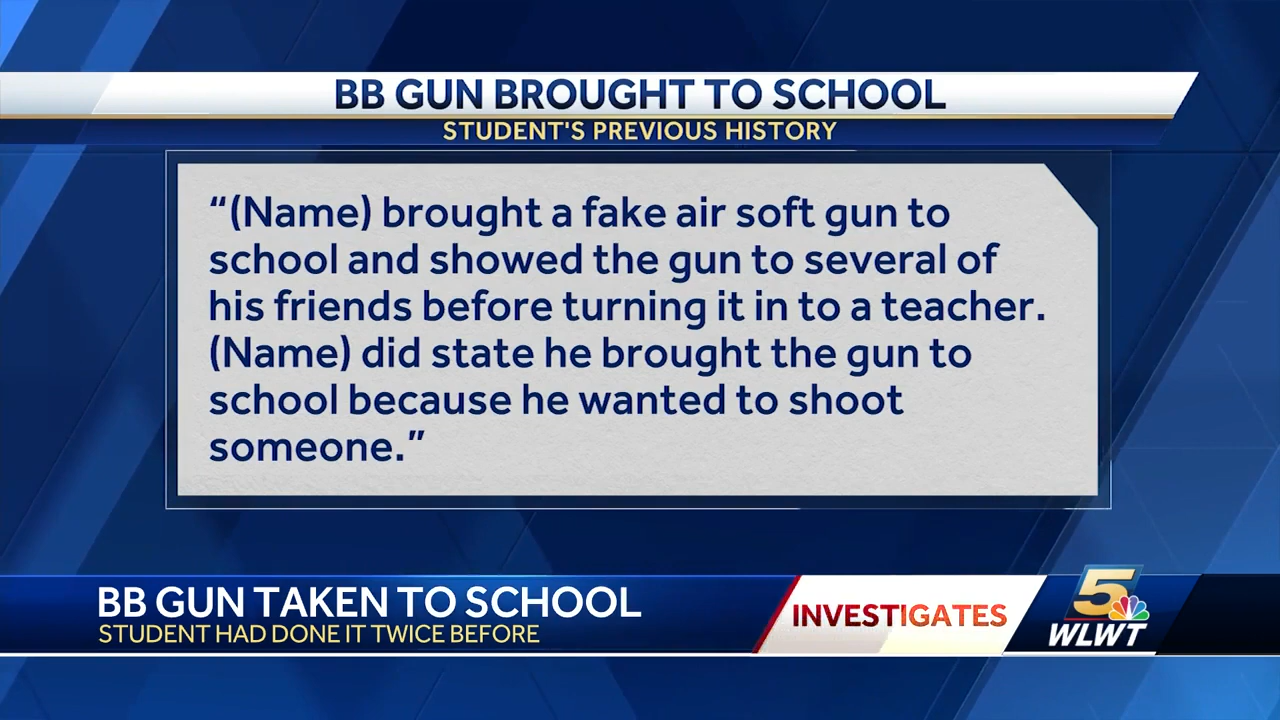 BB GUN BROUGHT TO SCHOOL
STUDENT'S PREVIOUS HISTORY
“(Name) brought a fake air soft gun to
school and showed the gun to several of
his friends before turning it in to a teacher.
(Name) did state he brought the gun to
school because he wanted to shoot
someone.”
BB GUN TAKEN TO SCHOOL
STUDENT HAD DONE IT TWICE BEFORE
INVESTIGATES
5
WLWT